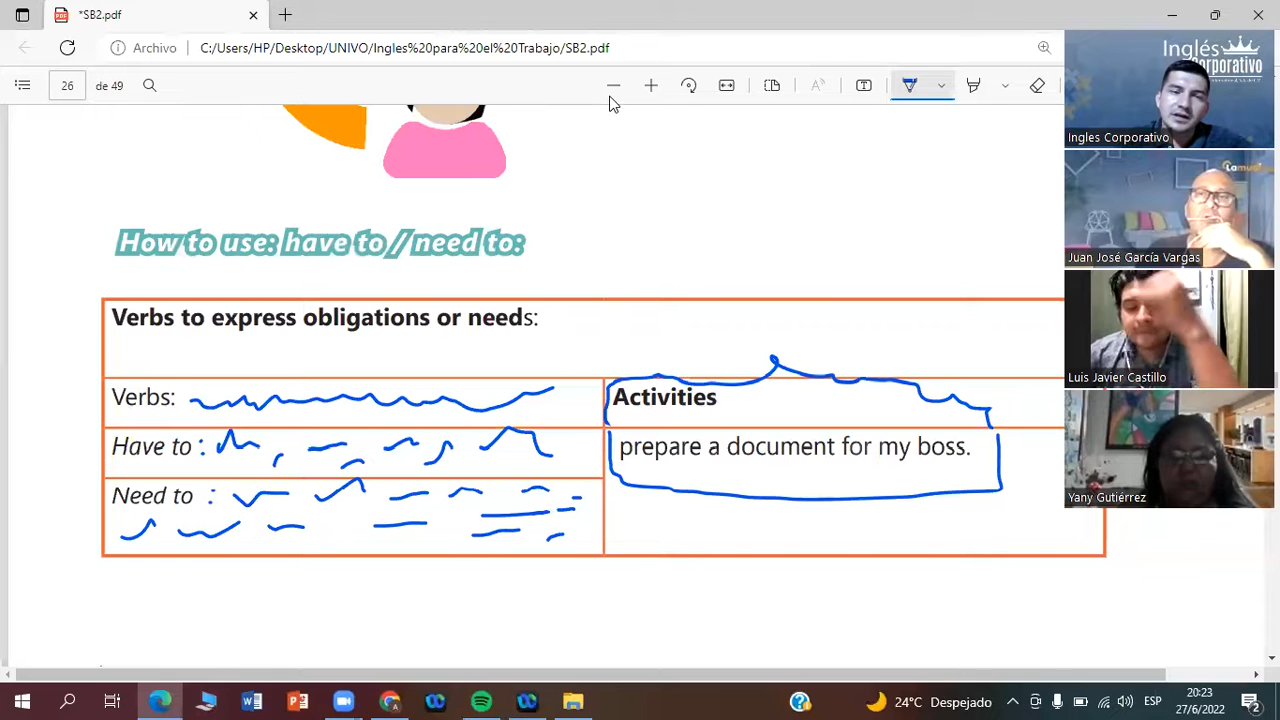 *SB2.pdf
Archivo C:/Users/HP/Desktop/UNIVO/Ingles%20para%20el%20Trabajo/SB2.pdf
26 de 49
Inglés
Corporativo
Ingles Corporativo
Juan José García Vargas
Luis Javier Castillo
Yany Gutiérrez
How to use: have to / need to:
Verbs to express obligations or needs:
Verbs:
Activities
Have to :
prepare a document for my boss.
Need to :
24°C Despejado
ESP
20:23
27/6/2022
2